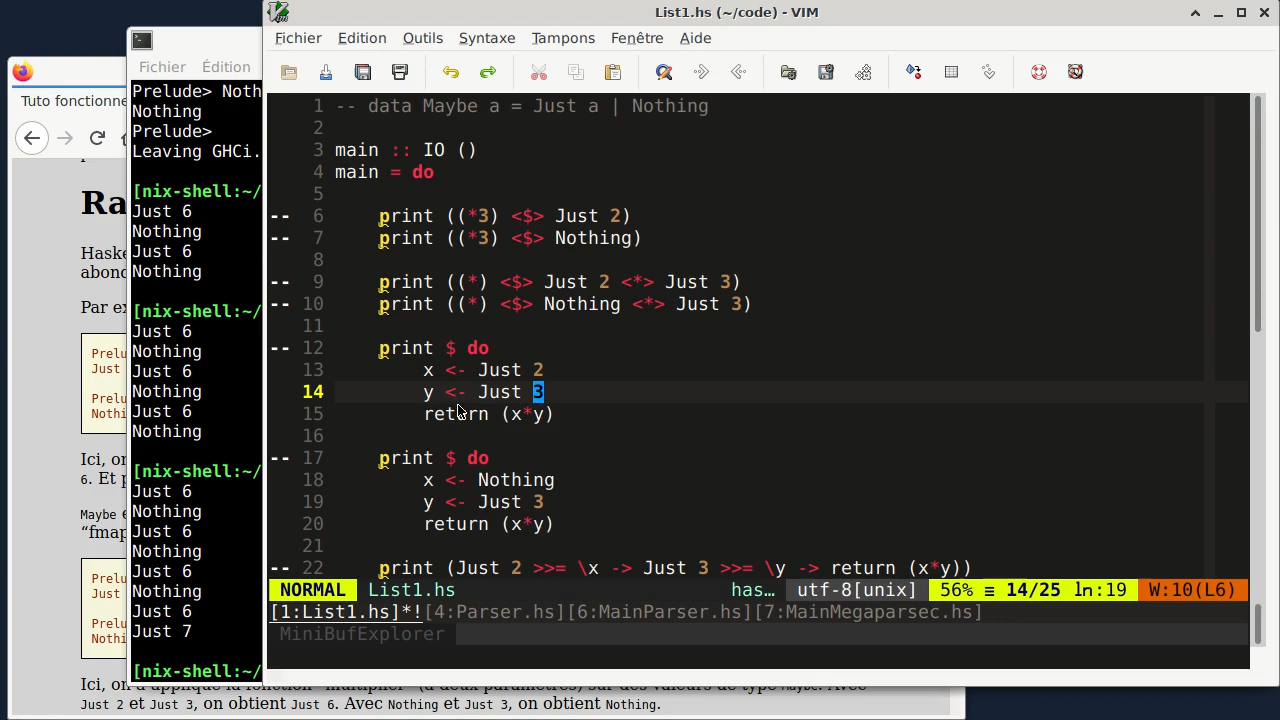 List1.hs (~/code) - VIM
Fichier Edition Outils Syntaxe Tampons Fenêtre Aide
1 -- data Maybe a = Just a | Nothing
2
3 main :: IO ()
4 main = do
5
-- 6 print ((*3) <$> Just 2)
-- 7 print ((*3) <$> Nothing)
8
-- 9 print ((*) <$> Just 2 <*> Just 3)
-- 10 print ((*) <$> Nothing <*> Just 3)
11
-- 12 print $ do
13 x <- Just 2
14 y <- Just 3
15 return (x*y)
16
-- 17 print $ do
18 x <- Nothing
19 y <- Just 3
20 return (x*y)
21
-- 22 print (Just 2 >>= \x -> Just 3 >>= \y -> return (x*y))
NORMAL List1.hs has… utf-8[unix] 56% ≡ 14/25 ln:19 W:10(L6)
[1:List1.hs]*![4:Parser.hs][6:MainParser.hs][7:MainMegaparsec.hs]
MiniBufExplorer
Fichier Édition
Prelude> Noth
Nothing
Prelude>
Leaving GHCi.
[nix-shell:~/
Just 6
Nothing
Just 6
Nothing
[nix-shell:~/
Just 6
Nothing
Just 6
Nothing
Just 6
Nothing
[nix-shell:~/
Just 6
Nothing
Just 6
Nothing
Just 6
Nothing
Just 6
Just 7
[nix-shell:~/
Tuto fonctionne
Ra
Haske
abond
Par ex
Prelu
Just
Prelu
Nothi
Ici, on
6. Et p
Maybe e
“fmap
Prelu
Just
Prelu
Nothi
Ici, on a appliqué la fonction "multiplier" (à deux paramètres) sur des valeurs de type Maybe. Avec
Just 2 et Just 3, on obtient Just 6. Avec Nothing et Just 3, on obtient Nothing.